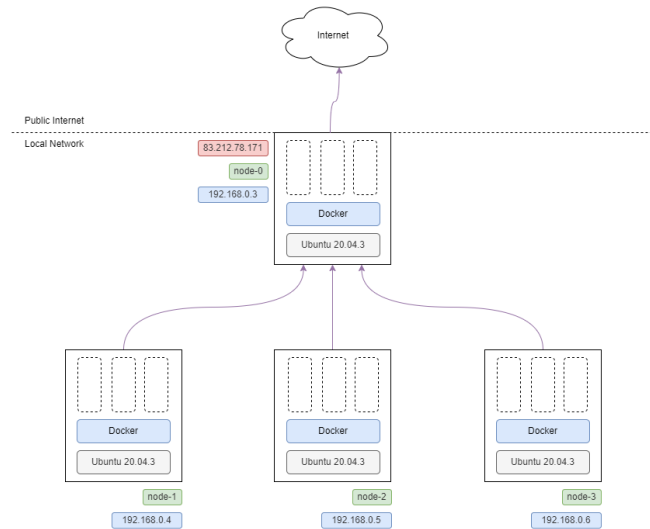 Internet
Public Internet
Local Network
83.212.78.171
node-0
192.168.0.3
Docker
Ubuntu 20.04.3
Docker
Ubuntu 20.04.3
node-1
192.168.0.4
Docker
Ubuntu 20.04.3
node-2
192.168.0.5
Docker
Ubuntu 20.04.3
node-3
192.168.0.6